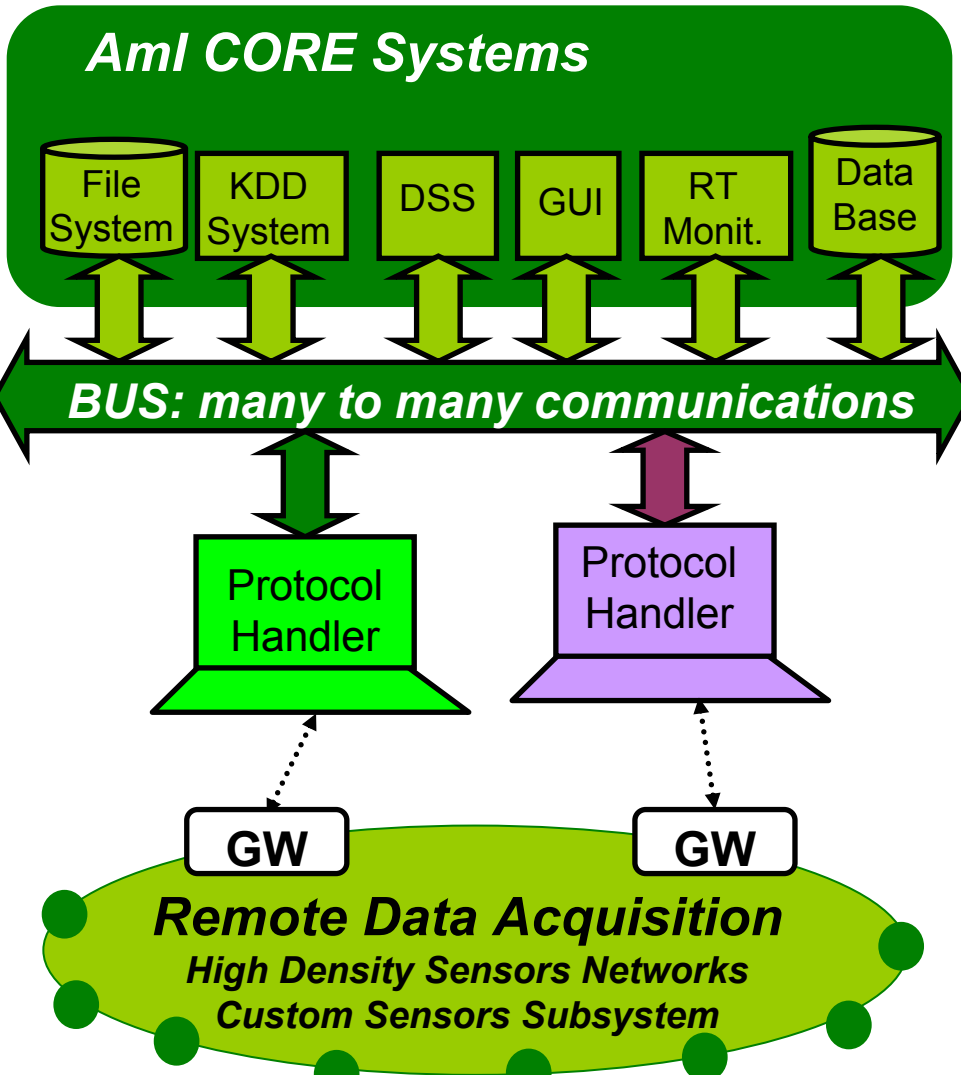 AmI CORE Systems
File
System
KDD
System
DSS
GUI
RT
Monit.
Data
Base
BUS: many to many communications
Protocol
Handler
Protocol
Handler
GW
GW
Remote Data Acquisition
High Density Sensors Networks
Custom Sensors Subsystem